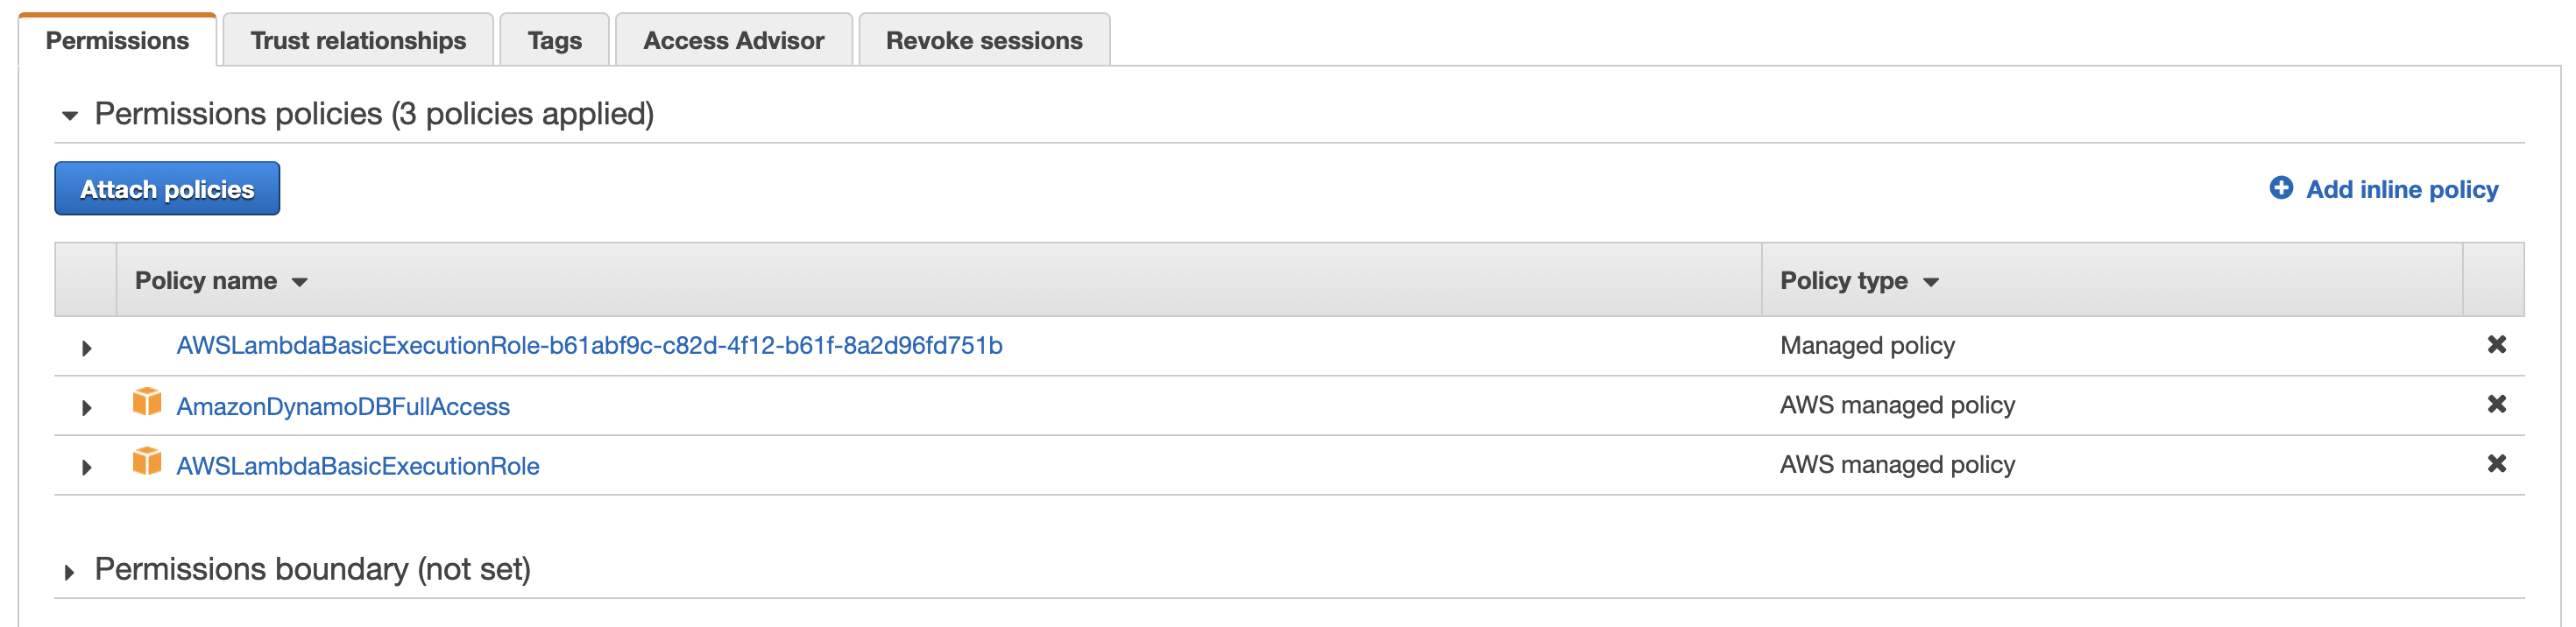 Permissions Trust relationships Tags Access Advisor Revoke sessions
Permissions policies (3 policies applied)
Attach policies Add inline policy
Policy name Policy type
AWSLambdaBasicExecutionRole-b61abf9c-c82d-4f12-b61f-8a2d96fd751b Managed policy
AmazonDynamoDBFullAccess AWS managed policy
AWSLambdaBasicExecutionRole AWS managed policy
Permissions boundary (not set)